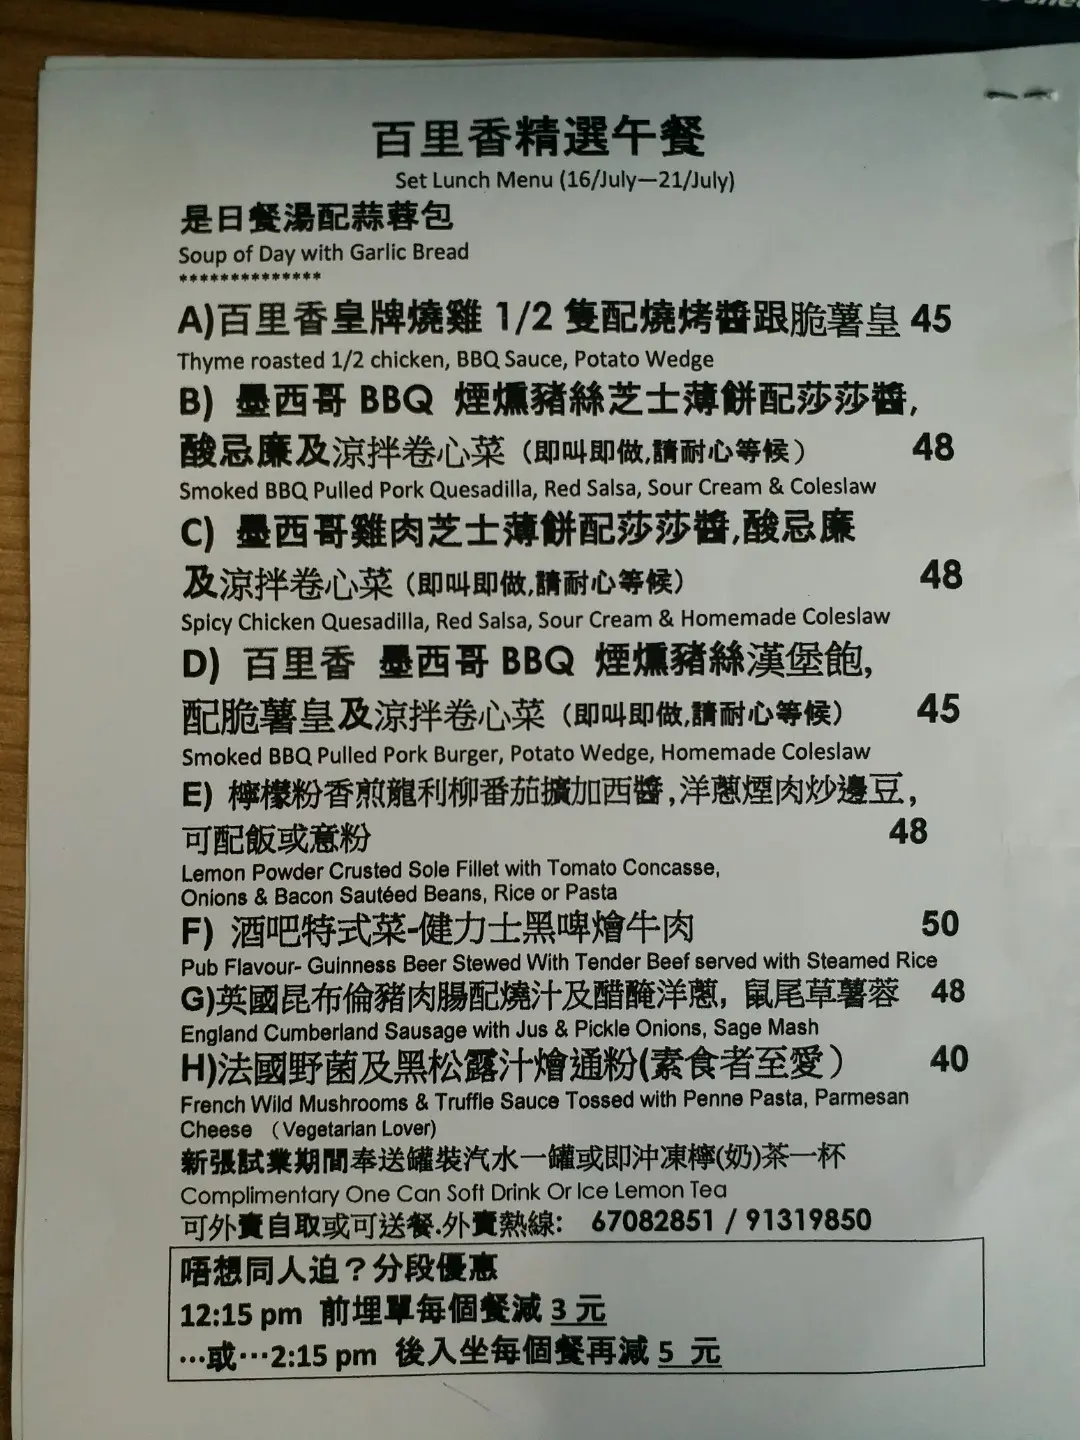 百里香精選午餐
Set Lunch Menu (16/July—21/July)
是日餐湯配蒜蓉包
Soup of Day with Garlic Bread
**************
A)百里香皇牌燒雞 1/2 隻配燒烤醬跟脆薯皇 45
Thyme roasted 1/2 chicken, BBQ Sauce, Potato Wedge
B) 墨西哥 BBQ 煙燻豬絲芝士薄餅配莎莎醬,
酸忌廉及涼拌卷心菜（即叫即做,請耐心等候） 48
Smoked BBQ Pulled Pork Quesadilla, Red Salsa, Sour Cream & Coleslaw
C) 墨西哥雞肉芝士薄餅配莎莎醬,酸忌廉
及涼拌卷心菜（即叫即做,請耐心等候） 48
Spicy Chicken Quesadilla, Red Salsa, Sour Cream & Homemade Coleslaw
D) 百里香 墨西哥 BBQ 煙燻豬絲漢堡飽,
配脆薯皇及涼拌卷心菜（即叫即做,請耐心等候） 45
Smoked BBQ Pulled Pork Burger, Potato Wedge, Homemade Coleslaw
E) 檸檬粉香煎龍利柳番茄擴加西醬,洋蔥煙肉炒邊豆,
可配飯或意粉 48
Lemon Powder Crusted Sole Fillet with Tomato Concasse,
Onions & Bacon Sautéed Beans, Rice or Pasta
F) 酒吧特式菜-健力士黑啤燴牛肉 50
Pub Flavour- Guinness Beer Stewed With Tender Beef served with Steamed Rice
G)英國昆布倫豬肉腸配燒汁及醋醃洋蔥, 鼠尾草薯蓉 48
England Cumberland Sausage with Jus & Pickle Onions, Sage Mash
H)法國野菌及黑松露汁燴通粉(素食者至愛） 40
French Wild Mushrooms & Truffle Sauce Tossed with Penne Pasta, Parmesan
Cheese （Vegetarian Lover)
新張試業期間奉送罐裝汽水一罐或即沖凍檸(奶)茶一杯
Complimentary One Can Soft Drink Or Ice Lemon Tea
可外賣自取或可送餐.外賣熱線: 67082851 / 91319850
唔想同人迫？分段優惠
12:15 pm 前埋單每個餐減 3 元
…或…2:15 pm 後入坐每個餐再減 5 元